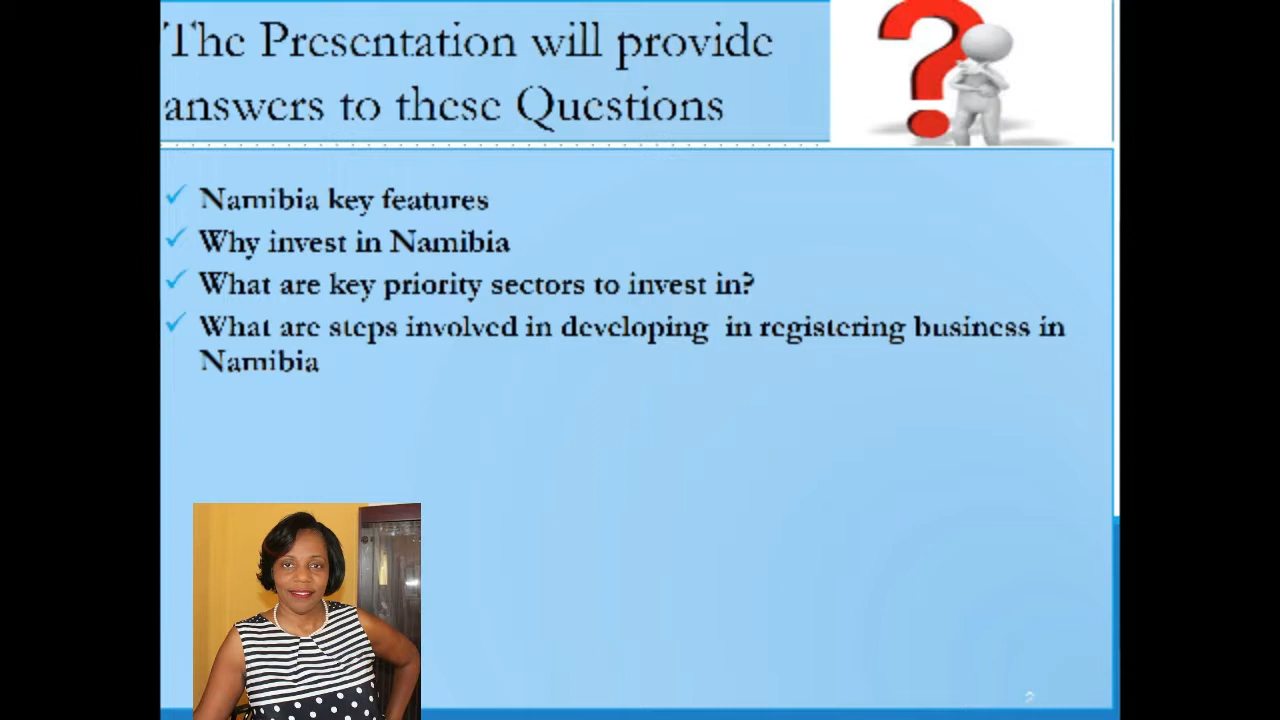 The Presentation will provide
answers to these Questions
Namibia key features
Why invest in Namibia
What are key priority sectors to invest in?
What are steps involved in developing in registering business in
Namibia
2